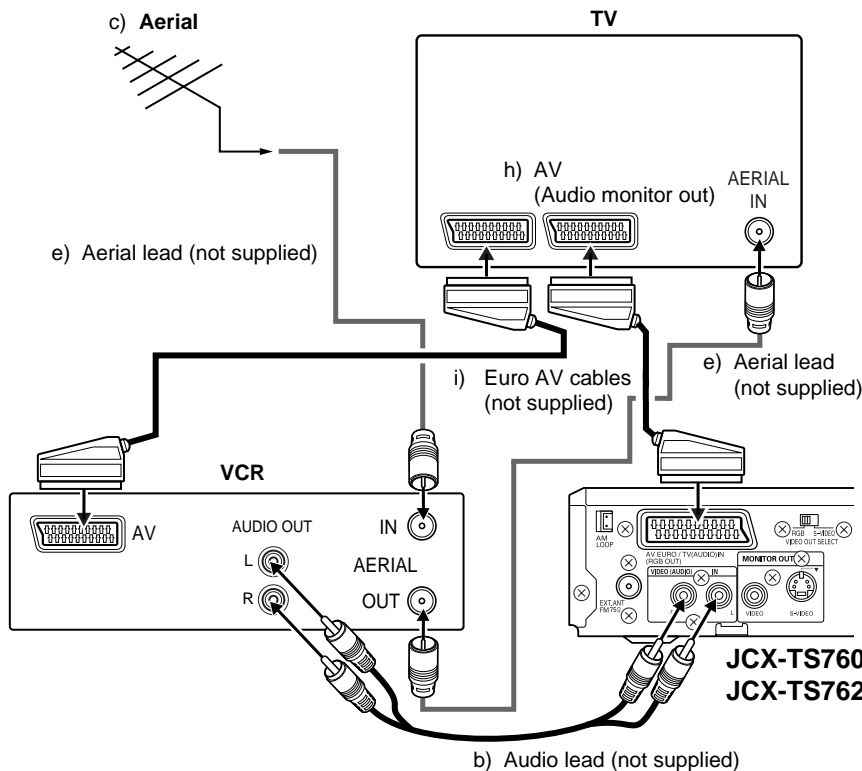 c) Aerial
TV
h) AV
(Audio monitor out)
AERIAL
IN
e) Aerial lead (not supplied)
i) Euro AV cables
(not supplied)
e) Aerial lead
(not supplied)
VCR
AV
AUDIO OUT
L
R
IN
AERIAL
OUT
AM
LOOP
RGB
S-VIDEO
VIDEO OUT SELECT
AV EURO / TV(AUDIO)IN
(RGB OUT)
MONITOR OUT
VIDEO (AUDIO)
IN
EXT.ANT
FM 75Ω
R
L
VIDEO
S-VIDEO
JCX-TS760
JCX-TS762
b) Audio lead (not supplied)